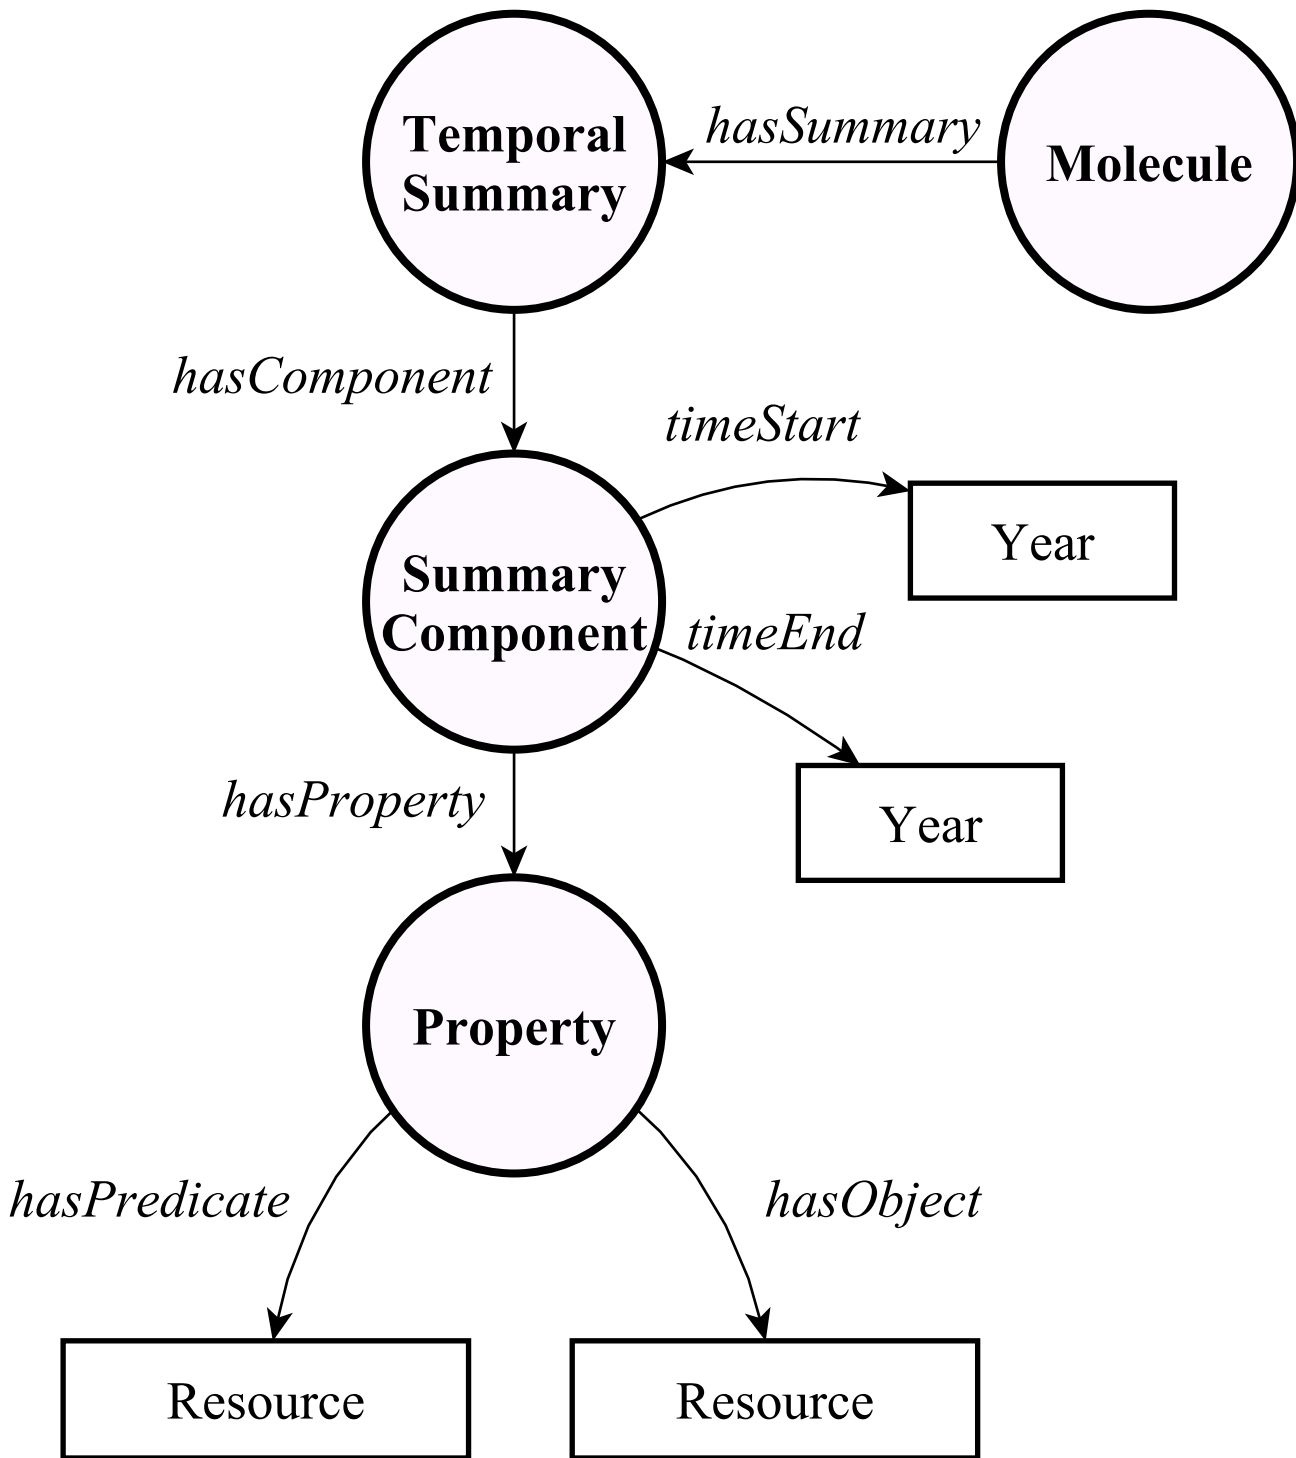 Temporal
Summary
hasSummary
Molecule
hasComponent
timeStart
Year
Summary
Component
timeEnd
Year
hasProperty
Property
hasPredicate
hasObject
Resource
Resource